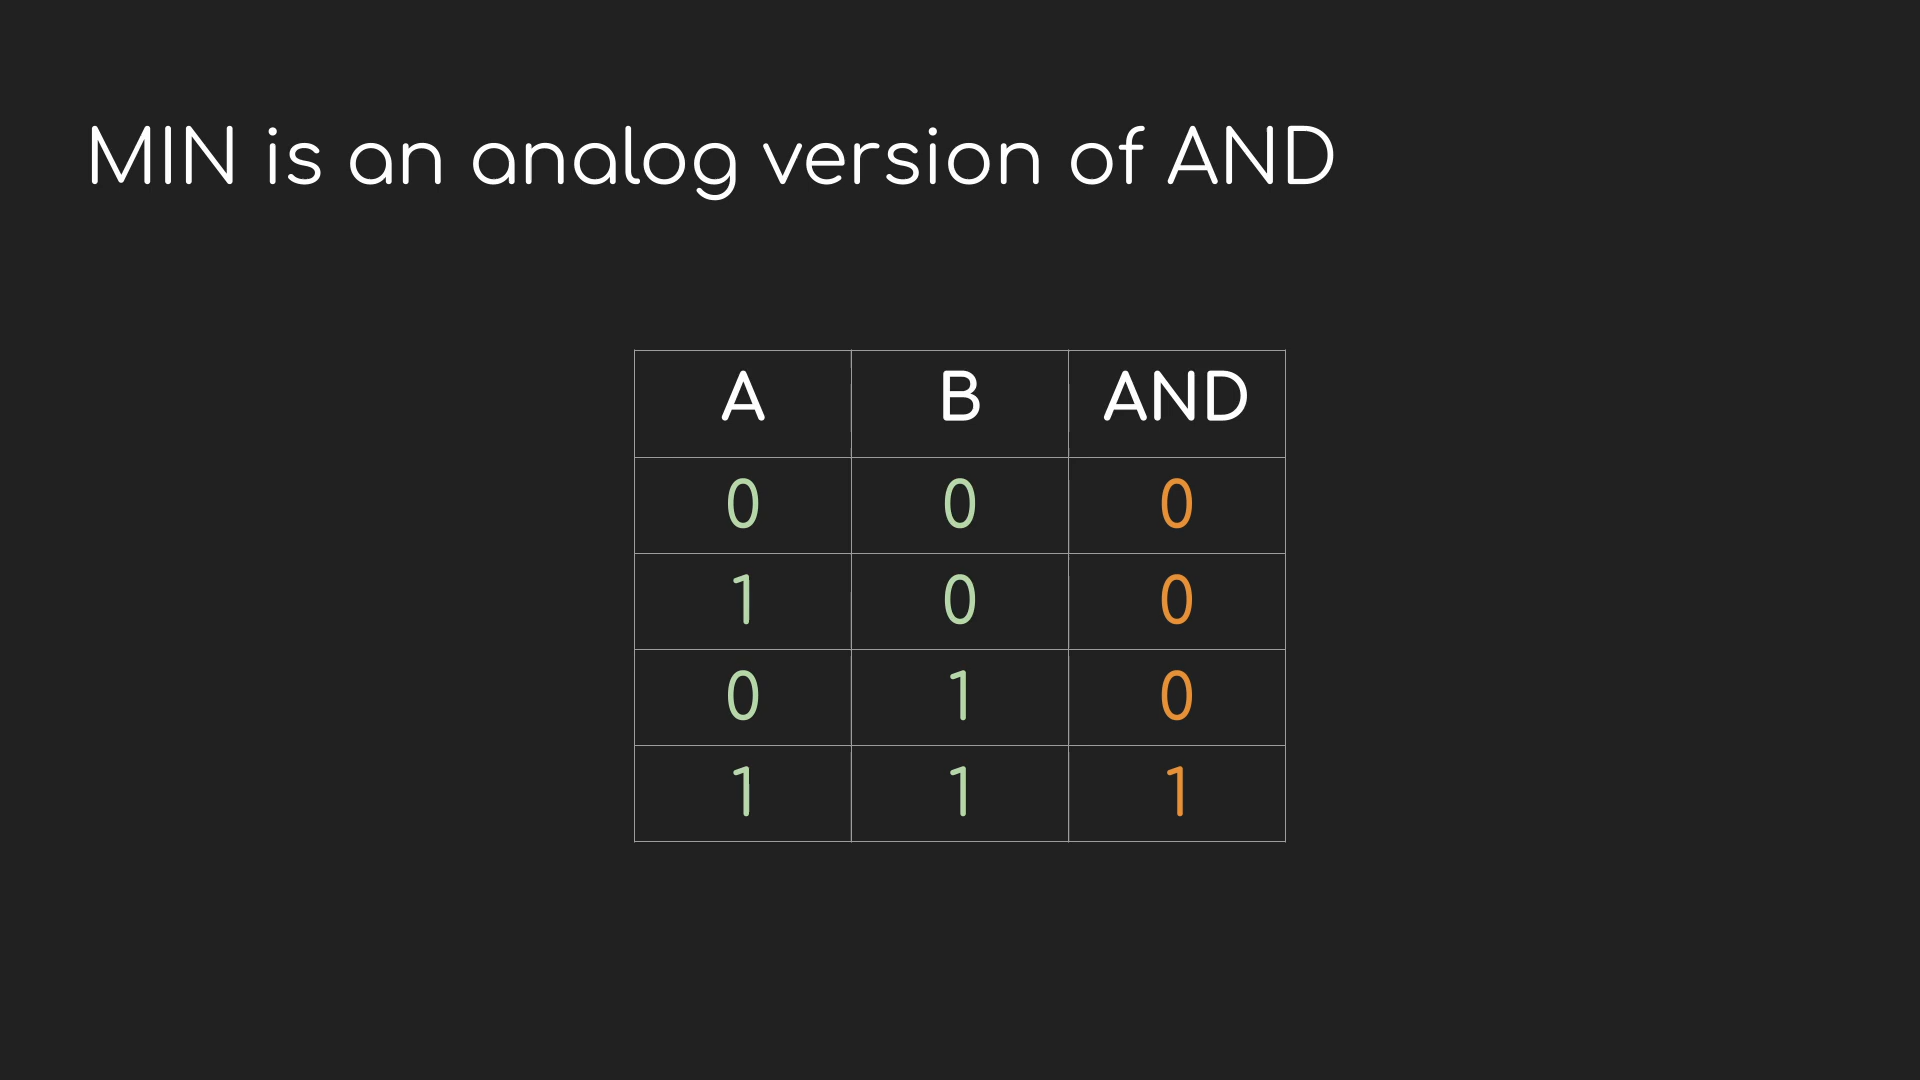 MIN is an analog version of AND
A B AND
0 0 0
1 0 0
0 1 0
1 1 1